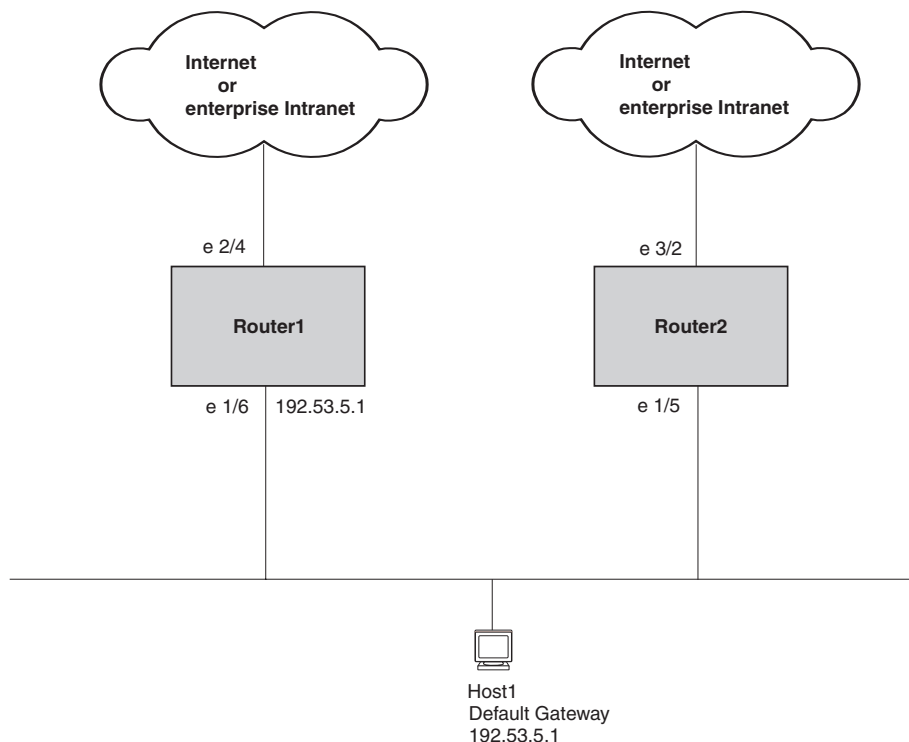 Internet
or
enterprise Intranet
Internet
or
enterprise Intranet
e 2/4
e 3/2
Router1
Router2
e 1/6
192.53.5.1
e 1/5
Host1
Default Gateway
192.53.5.1